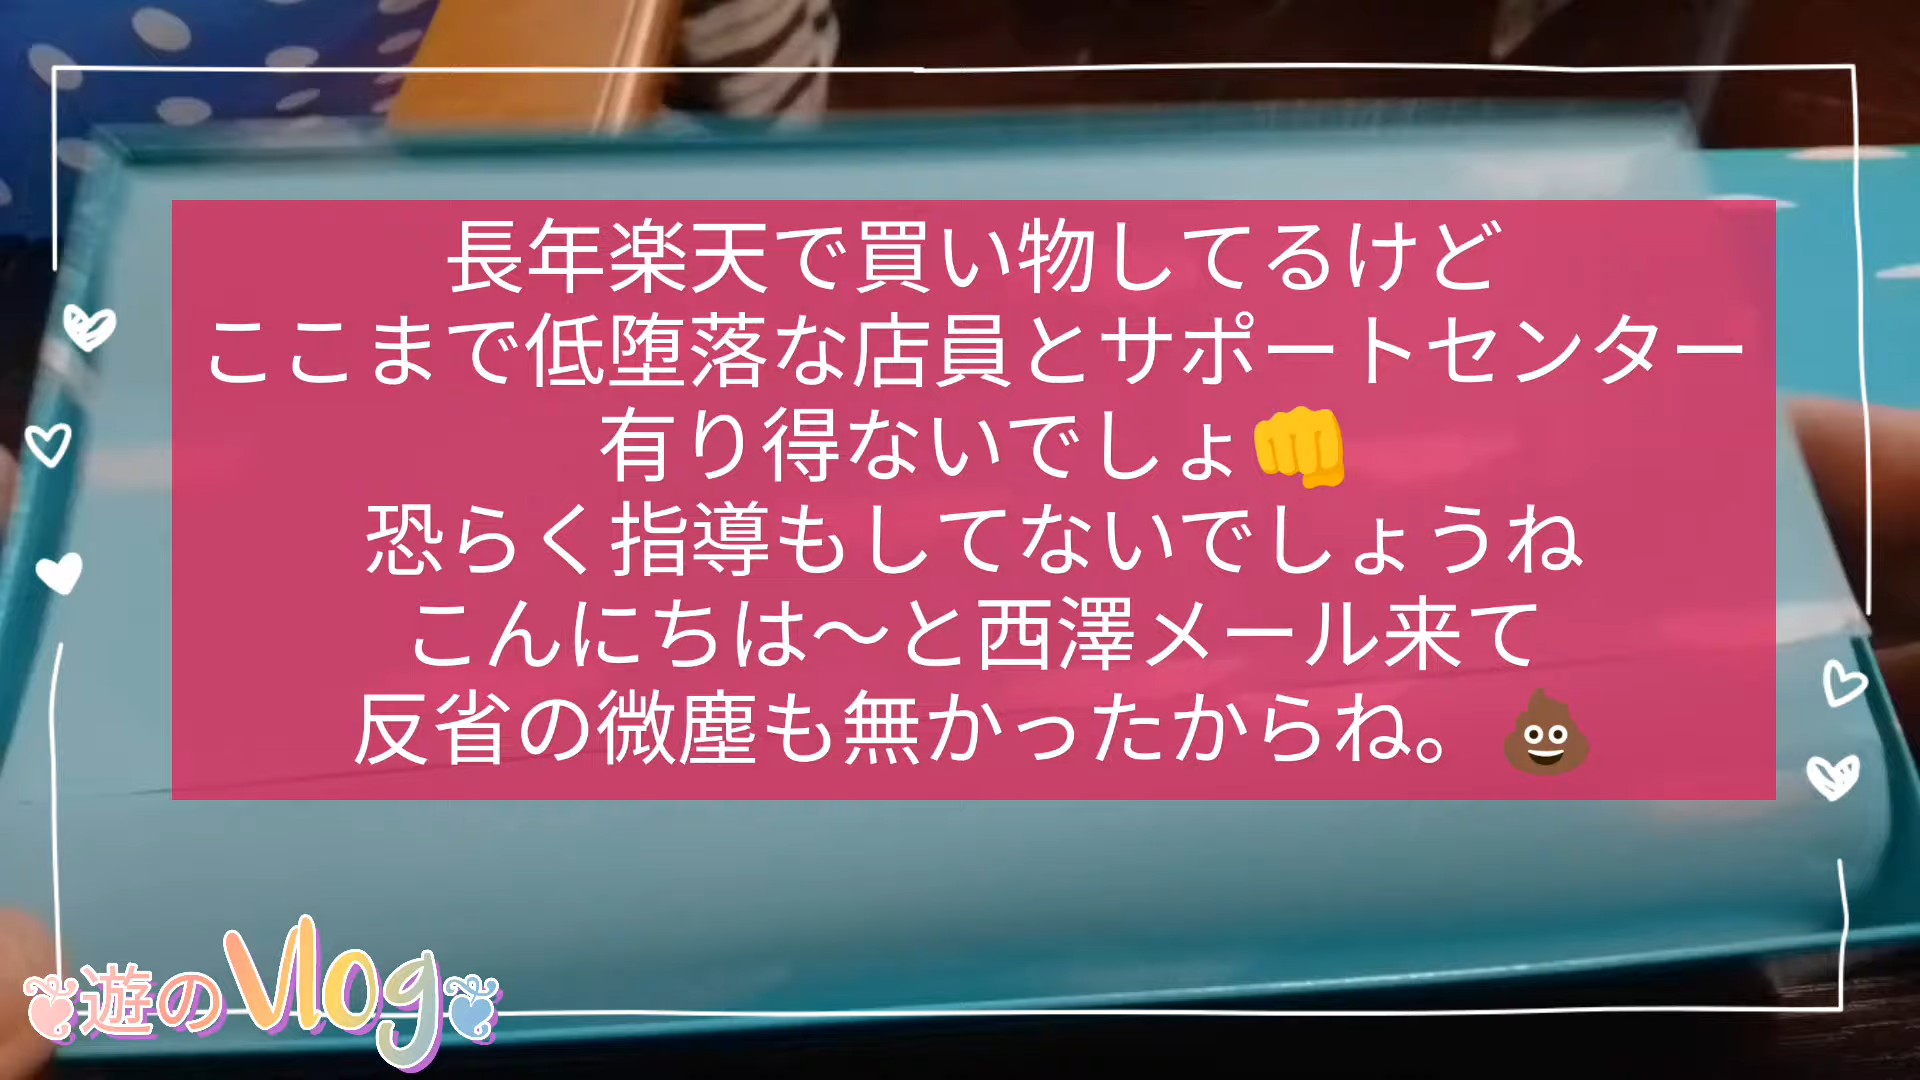 長年楽天で買い物してるけど
ここまで低堕落な店員とサポートセンター
有り得ないでしょ👊
恐らく指導もしてないでしょうね
こんにちは〜と西澤メール来て
反省の微塵も無かったからね。💩
遊のVlog